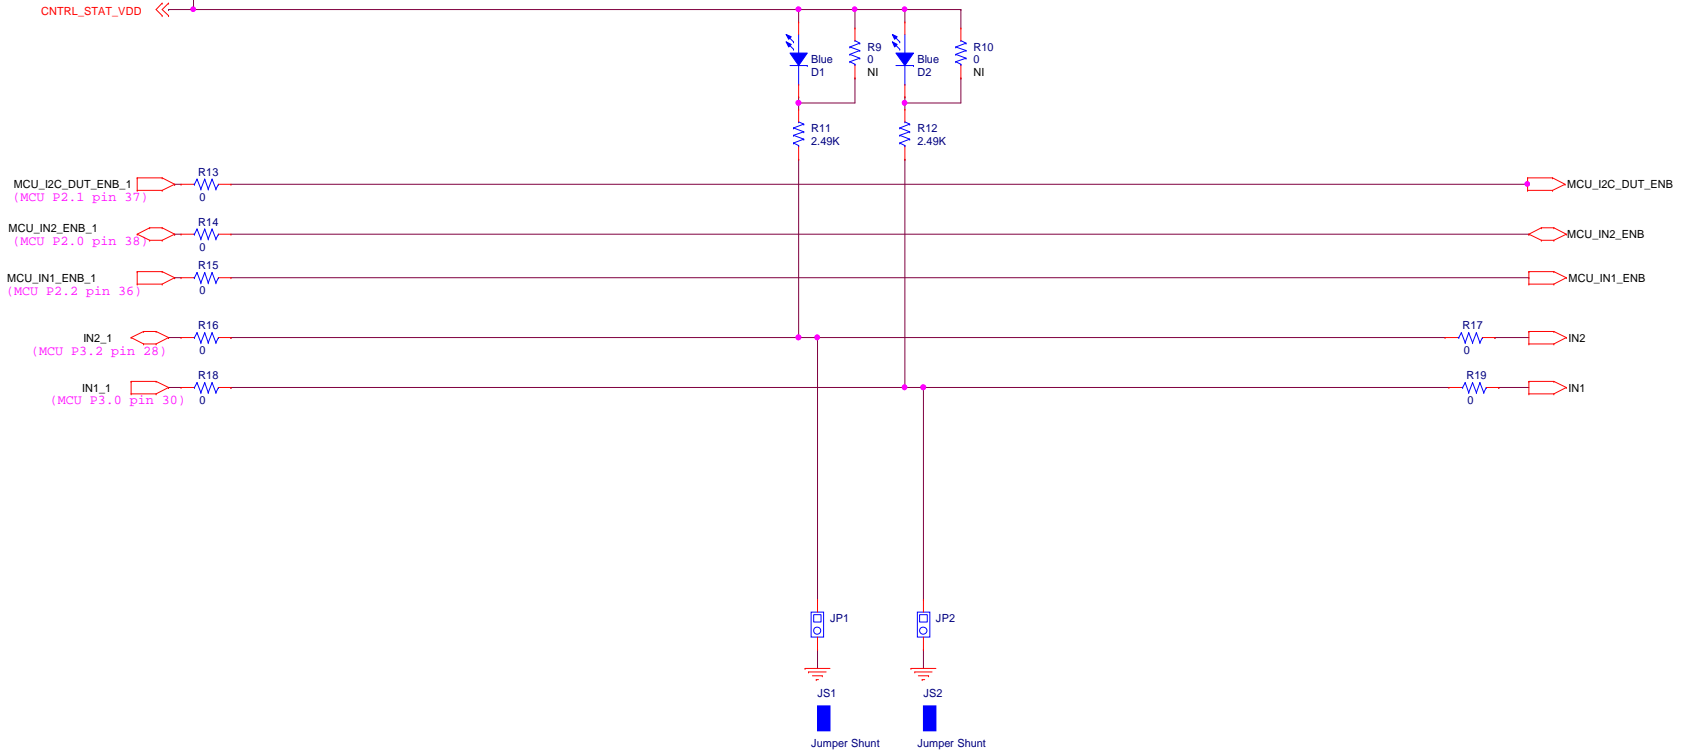 CNTRL_STAT_VDD
Blue
D1
R9
0
NI
Blue
D2
R10
0
NI
R11
2.49K
R12
2.49K
MCU_I2C_DUT_ENB_1
(MCU P2.1 pin 37)
R13
0
MCU_I2C_DUT_ENB
MCU_IN2_ENB_1
(MCU P2.0 pin 38)
R14
0
MCU_IN2_ENB
MCU_IN1_ENB_1
(MCU P2.2 pin 36)
R15
0
MCU_IN1_ENB
IN2_1
(MCU P3.2 pin 28)
R16
0
R17
0
IN2
IN1_1
(MCU P3.0 pin 30)
R18
0
R19
0
IN1
JP1
JP2
JS1
JS2
Jumper Shunt
Jumper Shunt